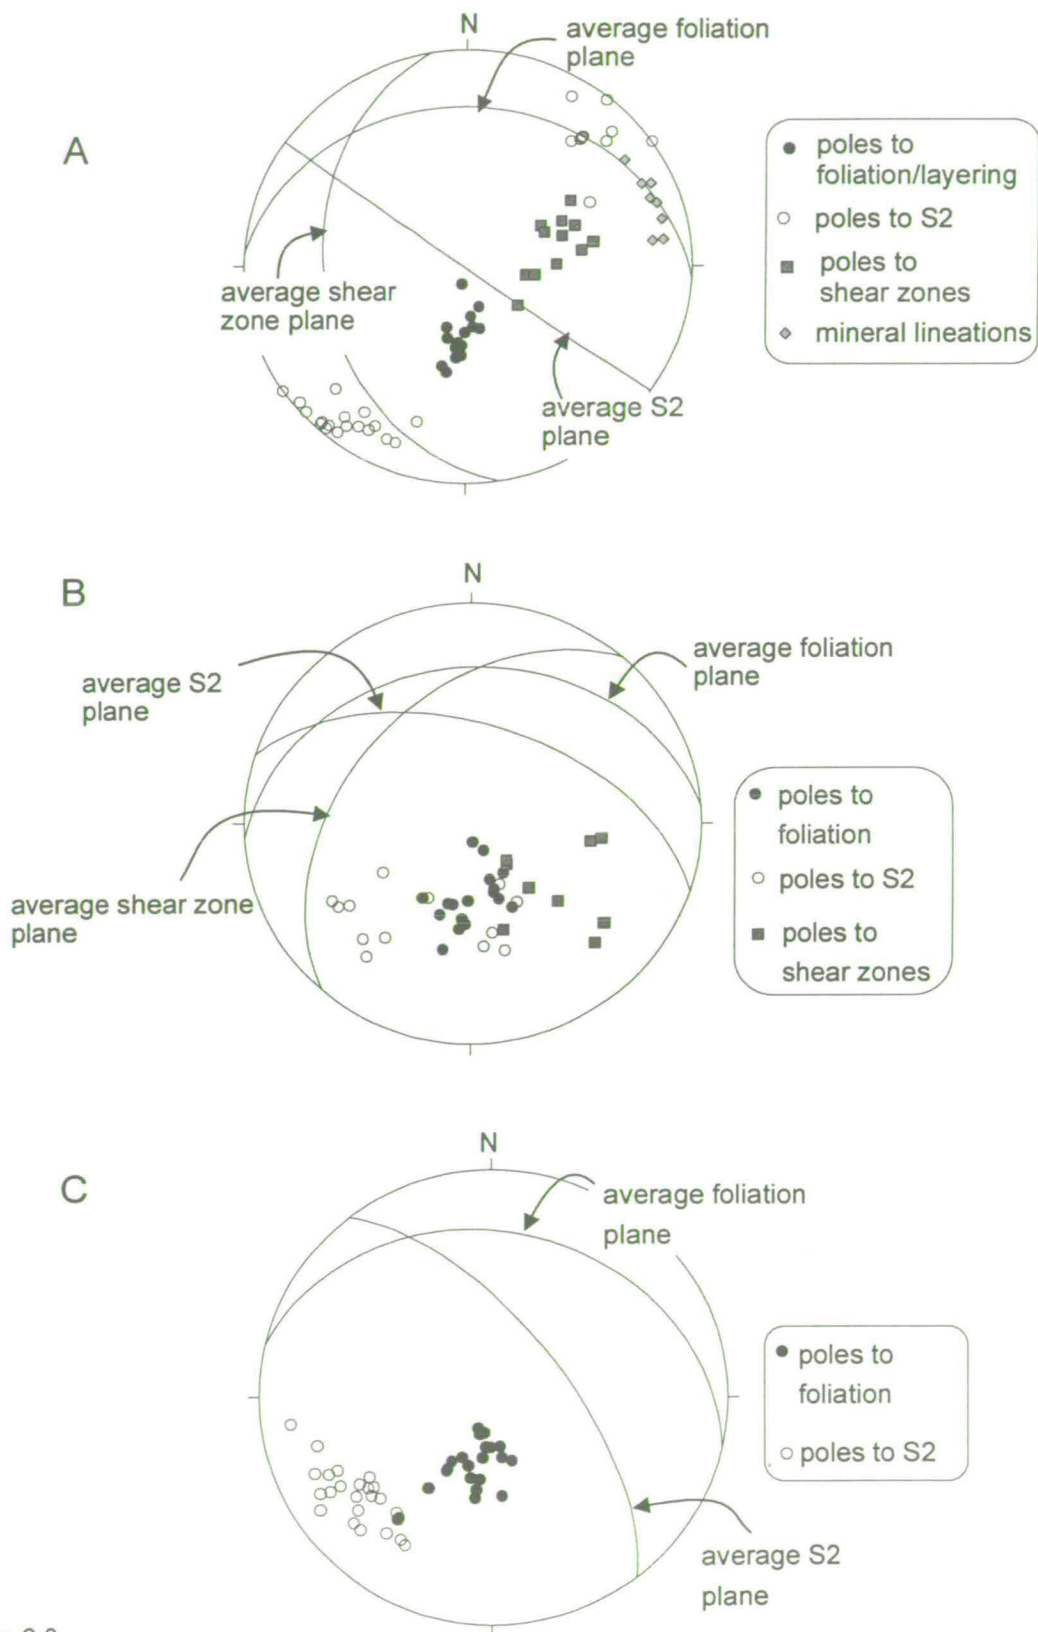 N
average foliation
plane
A
poles to
foliation/layering
poles to S2
poles to
shear zones
mineral lineations
average shear
zone plane
average S2
plane
N
B
average foliation
plane
average S2
plane
poles to
foliation
poles to S2
poles to
shear zones
average shear zone
plane
N
C
average foliation
plane
poles to
foliation
poles to S2
average S2
plane